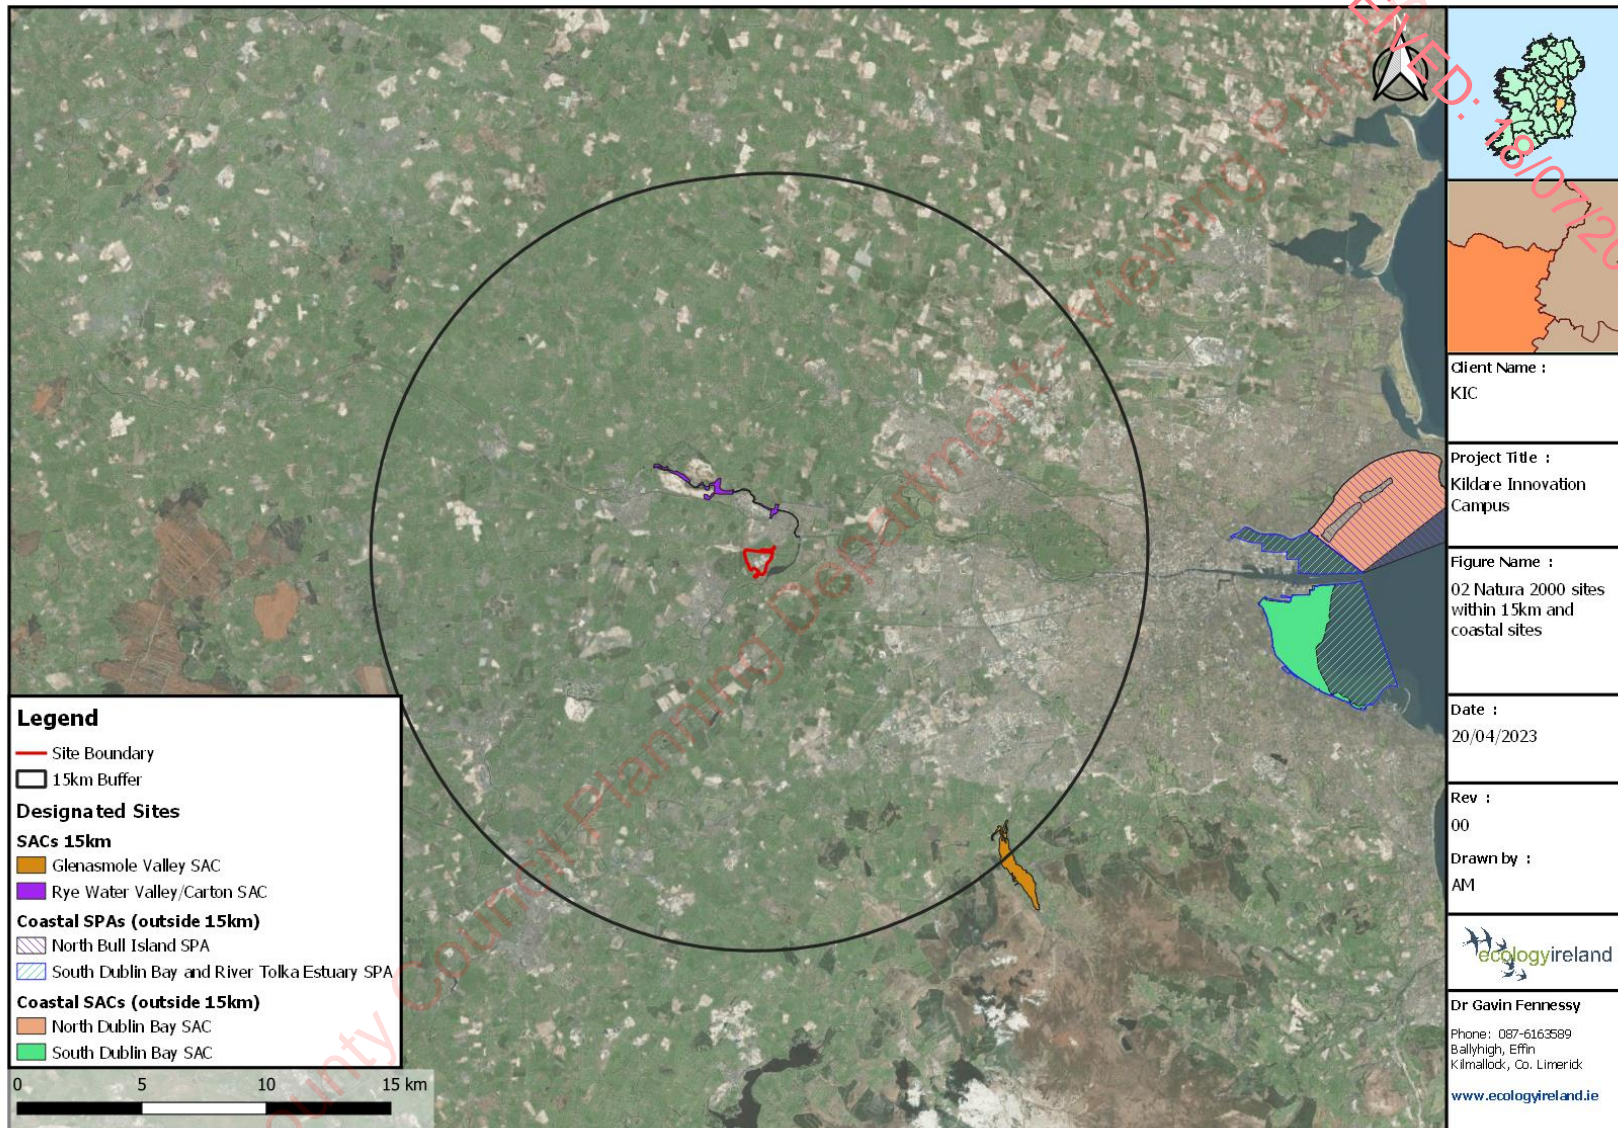 N
Legend
Site Boundary
15km Buffer
Designated Sites
SACs 15km
Glenasmole Valley SAC
Rye Water Valley/Carton SAC
Coastal SPAs (outside 15km)
North Bull Island SPA
South Dublin Bay and River Tolka Estuary SPA
Coastal SACs (outside 15km)
North Dublin Bay SAC
South Dublin Bay SAC
0 5 10 15 km
Client Name :
KIC
Project Title :
Kildare Innovation
Campus
Figure Name :
02 Natura 2000 sites
within 15km and
coastal sites
Date :
20/04/2023
Rev :
00
Drawn by :
AM
ecologyireland
Dr Gavin Fennessy
Phone: 087-6163589
Ballyhigh, Effin
Kilmallock, Co. Limerick
www.ecologyireland.ie
County Council Planning Department, Viewing